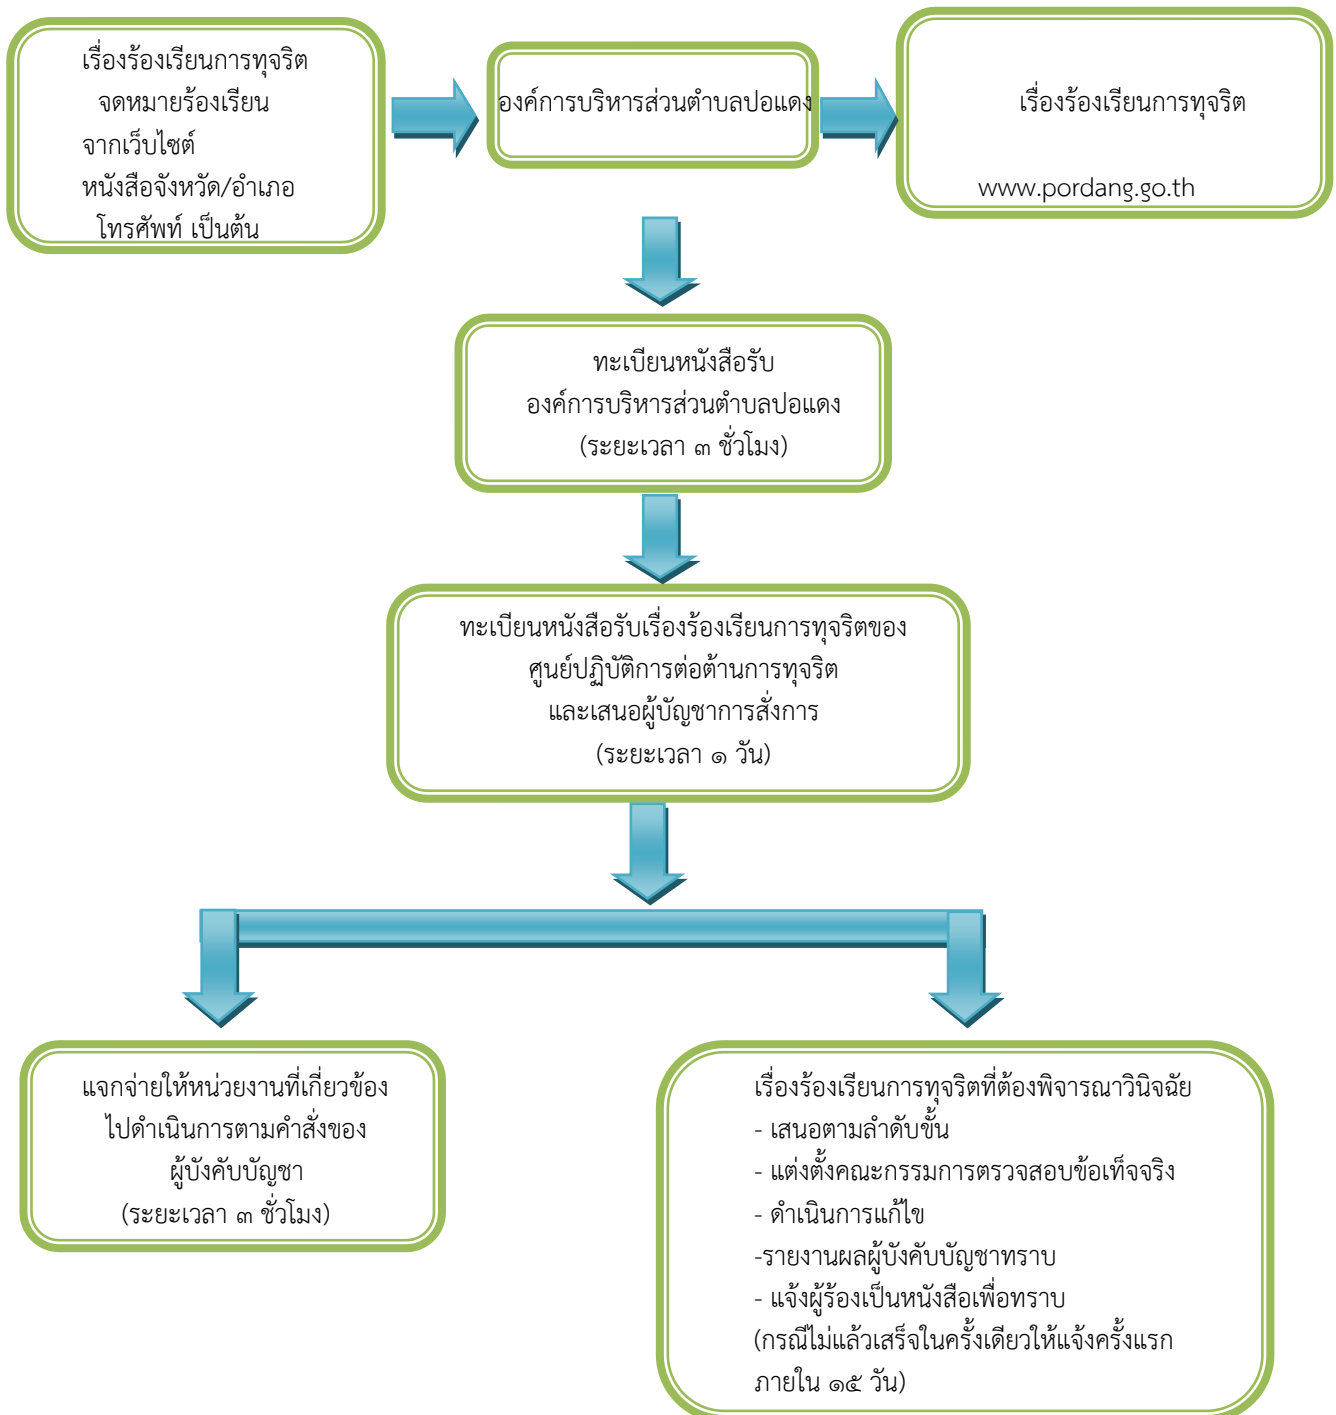 เรื่องร้องเรียนการทุจริต
จดหมายร้องเรียน
จากเว็บไซต์
หนังสือจังหวัด/อำเภอ
โทรศัพท์ เป็นต้น
องค์การบริหารส่วนตำบลปอแดง
เรื่องร้องเรียนการทุจริต
www.pordang.go.th
ทะเบียนหนังสือรับ
องค์การบริหารส่วนตำบลปอแดง
(ระยะเวลา ๓ ชั่วโมง)
ทะเบียนหนังสือรับเรื่องร้องเรียนการทุจริตของ
ศูนย์ปฏิบัติการต่อต้านการทุจริต
และเสนอผู้บัญชาการสั่งการ
(ระยะเวลา ๑ วัน)
แจกจ่ายให้หน่วยงานที่เกี่ยวข้อง
ไปดำเนินการตามคำสั่งของ
ผู้บังคับบัญชา
(ระยะเวลา ๓ ชั่วโมง)
เรื่องร้องเรียนการทุจริตที่ต้องพิจารณาวินิจฉัย
- เสนอตามลำดับขั้น
- แต่งตั้งคณะกรรมการตรวจสอบข้อเท็จจริง
- ดำเนินการแก้ไข
-รายงานผลผู้บังคับบัญชาทราบ
- แจ้งผู้ร้องเป็นหนังสือเพื่อทราบ
(กรณีไม่แล้วเสร็จในครั้งเดียวให้แจ้งครั้งแรก
ภายใน ๑๕ วัน)